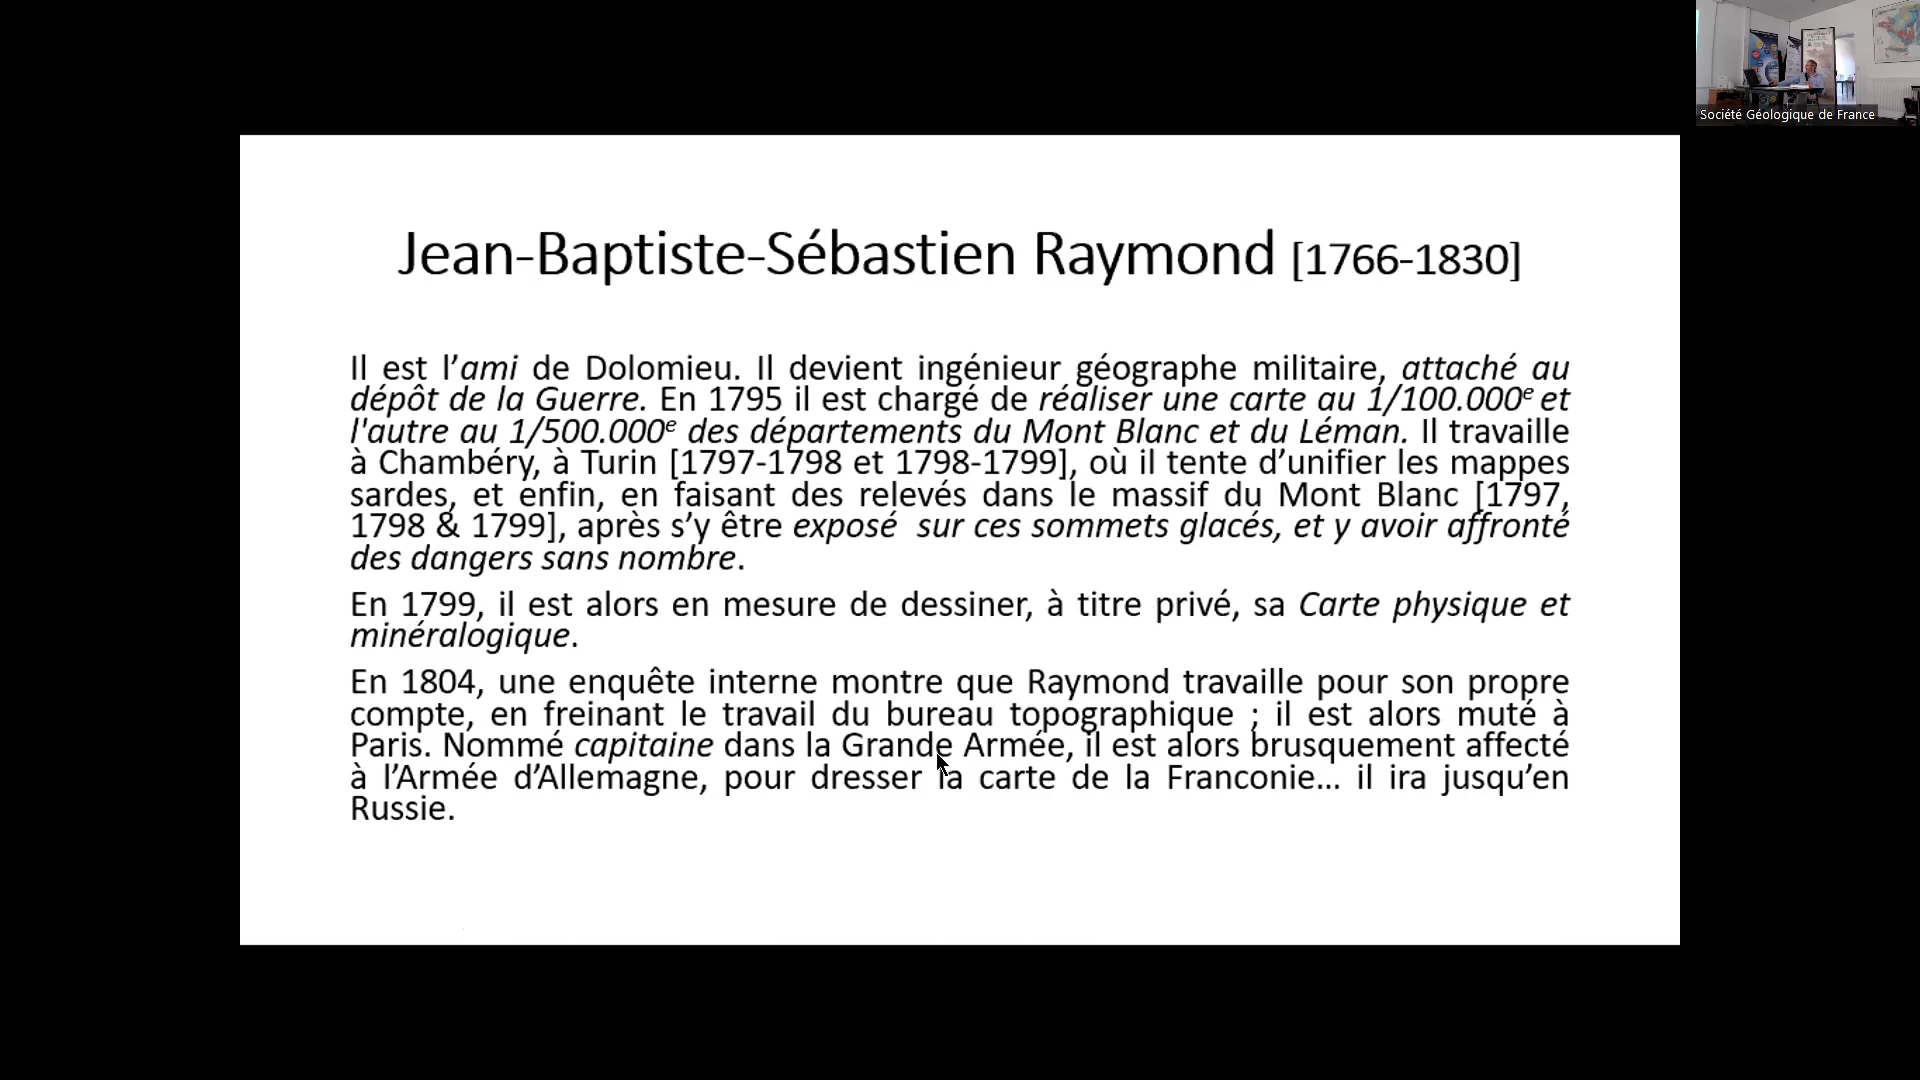 Société Géologique de France
Jean-Baptiste-Sébastien Raymond [1766-1830]
Il est l’ami de Dolomieu. Il devient ingénieur géographe militaire, attaché au
dépôt de la Guerre. En 1795 il est chargé de réaliser une carte au 1/100.000e et
l'autre au 1/500.000e des départements du Mont Blanc et du Léman. Il travaille
à Chambéry, à Turin [1797-1798 et 1798-1799], où il tente d’unifier les mappes
sardes, et enfin, en faisant des relevés dans le massif du Mont Blanc [1797,
1798 & 1799], après s’y être exposé sur ces sommets glacés, et y avoir affronté
des dangers sans nombre.
En 1799, il est alors en mesure de dessiner, à titre privé, sa Carte physique et
minéralogique.
En 1804, une enquête interne montre que Raymond travaille pour son propre
compte, en freinant le travail du bureau topographique ; il est alors muté à
Paris. Nommé capitaine dans la Grande Armée, il est alors brusquement affecté
à l’Armée d’Allemagne, pour dresser la carte de la Franconie… il ira jusqu’en
Russie.